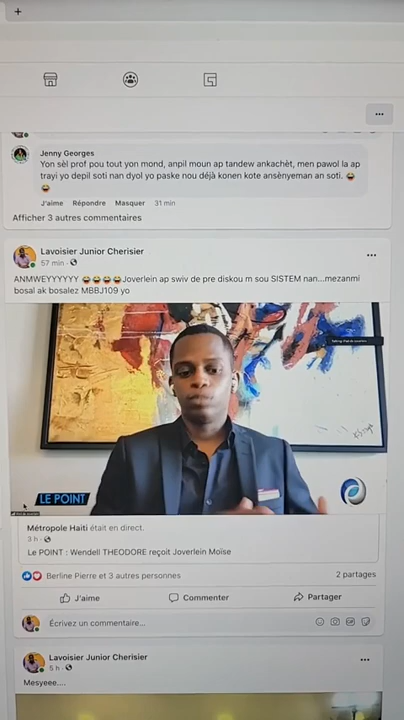 Jenny Georges
Yon sèl prof pou tout yon mond, anpil moun ap tandew ankachèt, men pawol la ap
trayi yo depil soti nan dyol yo paske nou déjà konen kote ansènyeman an soti. 😂
😂
J'aime Répondre Masquer 31 min
Afficher 3 autres commentaires
Lavoisier Junior Cherisier
57 min ·
ANMWEYYYYYY 😂😂😂😂Joverlein ap swiv de pre diskou m sou SISTEM nan...mezanmi
bosal ak bosalez MBBJ109 yo
LE POINT
Métropole Haiti était en direct.
3 h ·
Le POINT : Wendell THEODORE reçoit Joverlein Moïse
Berline Pierre et 3 autres personnes 2 partages
J'aime Commenter Partager
Écrivez un commentaire...
Lavoisier Junior Cherisier
5 h ·
Mesyeee....